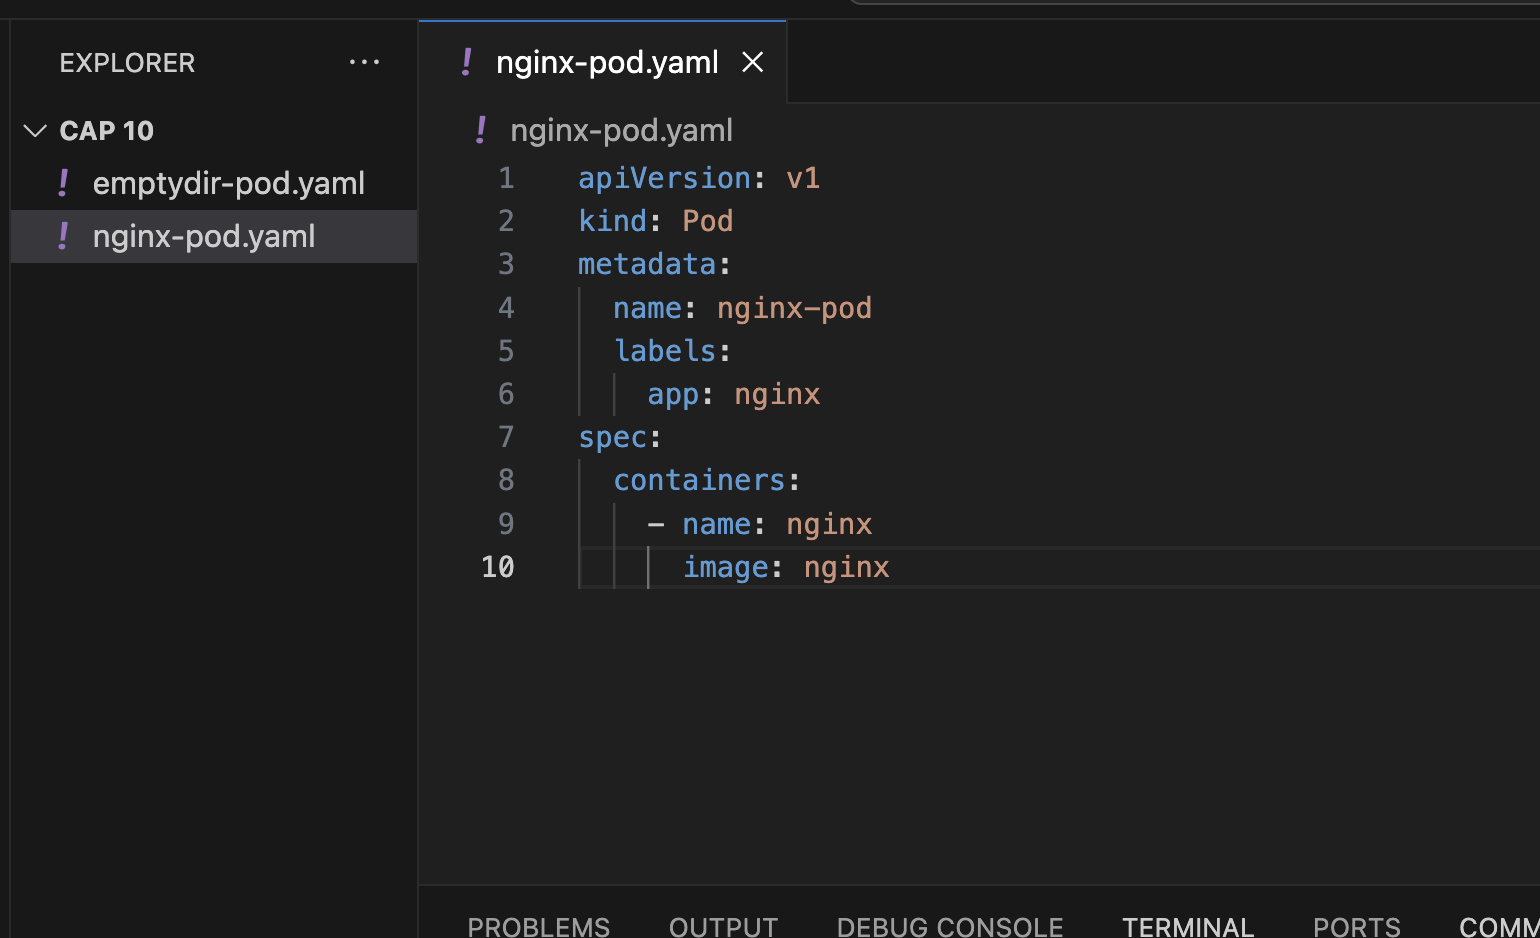 EXPLORER ...
CAP 10
! emptydir-pod.yaml
! nginx-pod.yaml
! nginx-pod.yaml
! nginx-pod.yaml
1 apiVersion: v1
2 kind: Pod
3 metadata:
4   name: nginx-pod
5   labels:
6     app: nginx
7 spec:
8   containers:
9     - name: nginx
10       image: nginx
PROBLEMS OUTPUT DEBUG CONSOLE TERMINAL PORTS